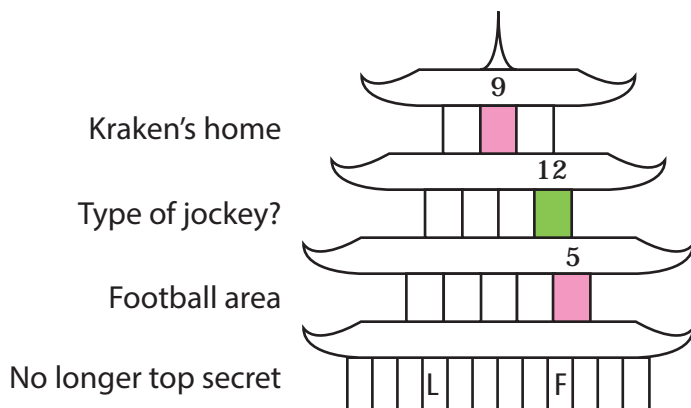 9
Kraken's home
12
Type of jockey?
5
Football area
No longer top secret L F